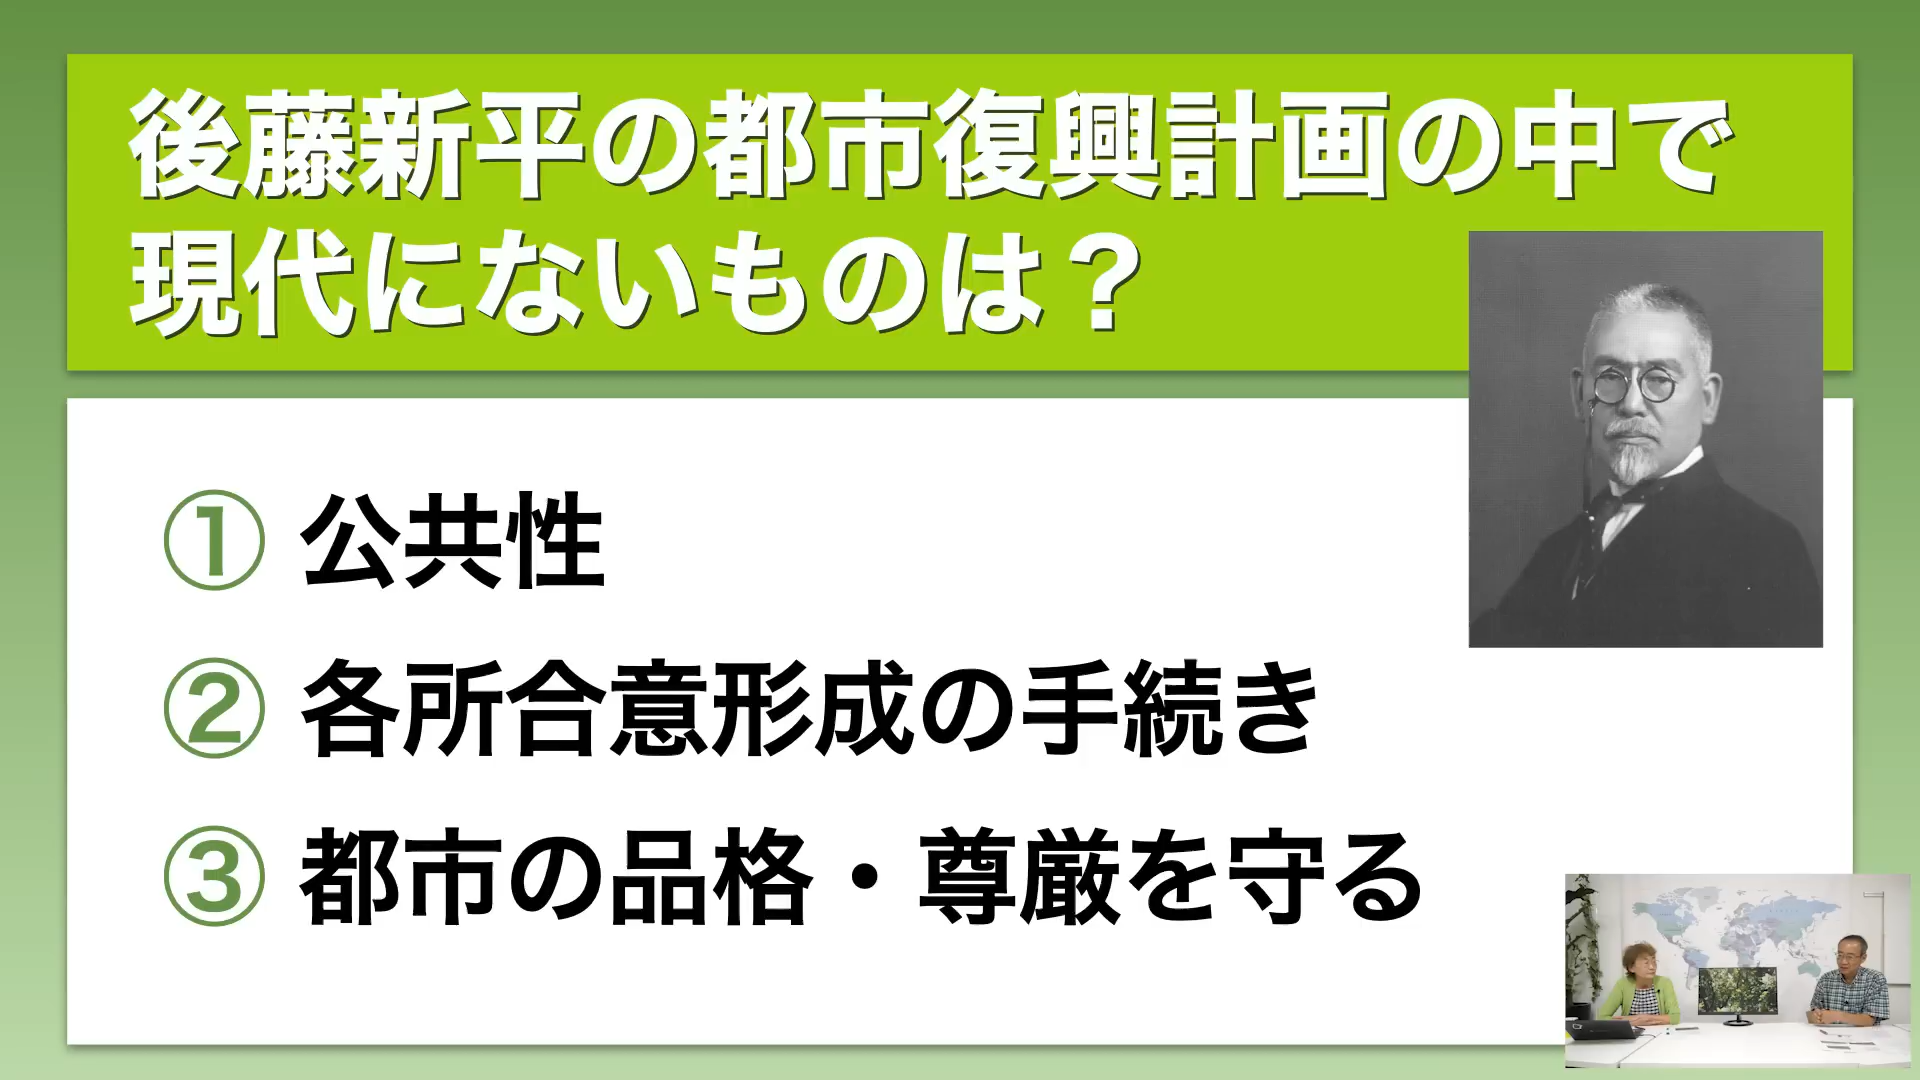 後藤新平の都市復興計画の中で
現代にないものは？
① 公共性
② 各所合意形成の手続き
③ 都市の品格・尊厳を守る